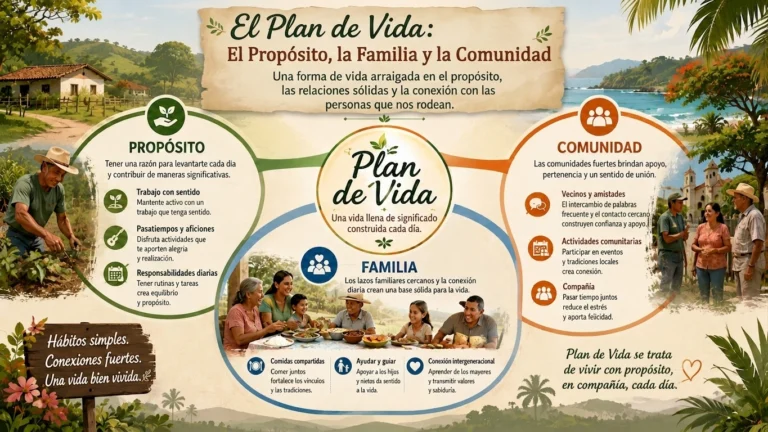 El Plan de Vida:
El Propósito, la Familia y la Comunidad
Una forma de vida arraigada en el propósito,
las relaciones sólidas y la conexión con las
personas que nos rodean.
PROPÓSITO
Tener una razón para levantarte cada día
y contribuir de maneras significativas.
Trabajo con sentido
Mantente activo con un
trabajo que tenga sentido.
Pasatiempos y aficiones
Disfruta actividades que
te aporten alegría
y realización.
Responsabilidades diarias
Tener rutinas y tareas
crea equilibrio
y propósito.
Plan
de Vida
Una vida llena de significado
construida cada día.
COMUNIDAD
Las comunidades fuertes brindan apoyo,
pertenencia y un sentido de unión.
Vecinos y amistades
El intercambio de palabras
frecuente y el contacto cercano
construyen confianza y apoyo.
Actividades comunitarias
Participar en eventos
y tradiciones locales
crea conexión.
Compañía
Pasar tiempo juntos
reduce el estrés
y aporta felicidad.
FAMILIA
Los lazos familiares cercanos y la conexión
diaria crean una base sólida para la vida.
Comidas compartidas
Comer juntos
fortalece los vínculos
y las tradiciones.
Ayudar y guiar
Apoyar a los hijos
y nietos da sentido
a la vida.
Conexión intergeneracional
Aprender de los mayores
y transmitir valores
y sabiduría.
Hábitos simples.
Conexiones fuertes.
Una vida bien vivida.
Plan de Vida se trata
de vivir con propósito,
en compañía, cada día.